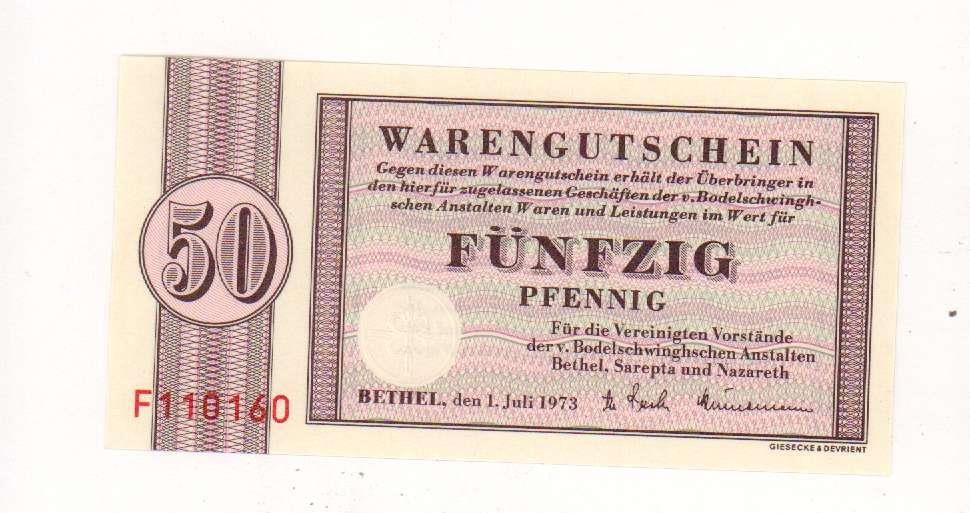 WARENGUTSCHEIN
Gegen diesen Warengutschein erhält der Überbringer in
den hierfür zugelassenen Geschäften der v. Bodelschwingh-
schen Anstalten Waren und Leistungen im Wert für
50
FÜNFZIG
PFENNIG
Für die Vereinigten Vorstände
der v. Bodelschwinghschen Anstalten
Bethel, Sarepta und Nazareth
F110160
BETHEL, den 1. Juli 1973
GIESECKE & DEVRIENT